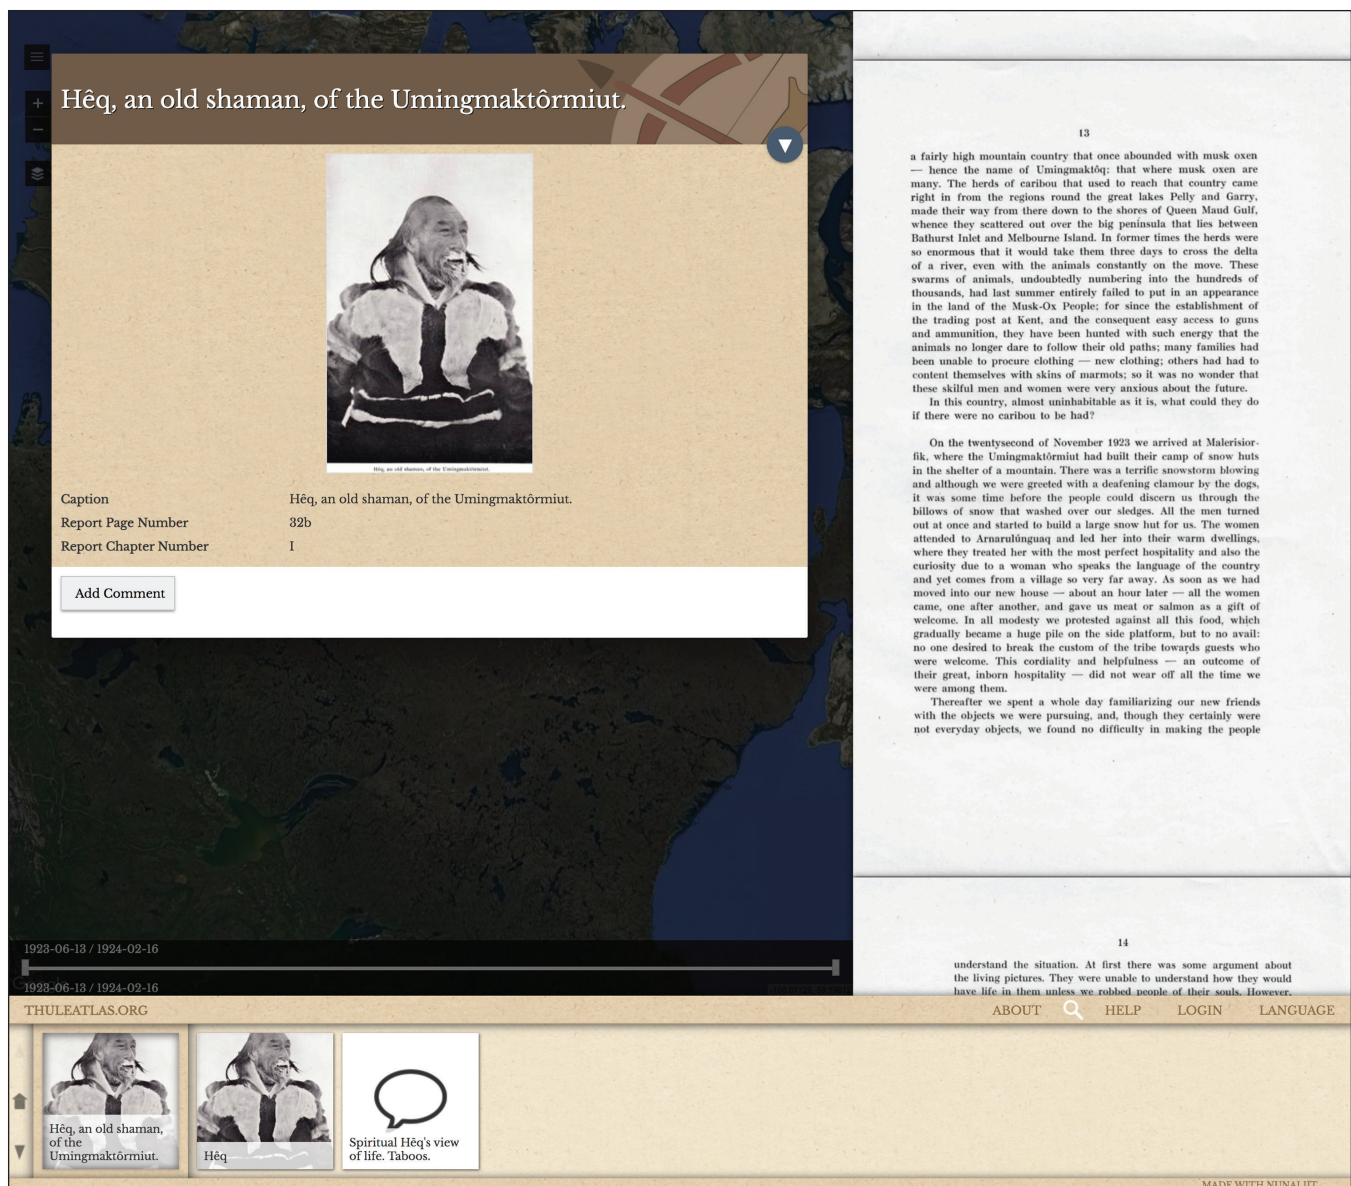 Hêq, an old shaman, of the Umingmaktôrmiut.
Hêq, an old shaman, of the Umingmaktôrmiut.
Caption
Hêq, an old shaman, of the Umingmaktôrmiut.
Report Page Number
32b
Report Chapter Number
I
Add Comment
1923-06-13 / 1924-02-16
1923-06-13 / 1924-02-16
13
a fairly high mountain country that once abounded with musk oxen
— hence the name of Umingmaktôq: that where musk oxen are
many. The herds of caribou that used to reach that country came
right in from the regions round the great lakes Pelly and Garry,
made their way from there down to the shores of Queen Maud Gulf,
whence they scattered out over the big peninsula that lies between
Bathurst Inlet and Melbourne Island. In former times the herds were
so enormous that it would take them three days to cross the delta
of a river, even with the animals constantly on the move. These
swarms of animals, undoubtedly numbering into the hundreds of
thousands, had last summer entirely failed to put in an appearance
in the land of the Musk-Ox People; for since the establishment of
the trading post at Kent, and the consequent easy access to guns
and ammunition, they have been hunted with such energy that the
animals no longer dare to follow their old paths; many families had
been unable to procure clothing — new clothing; others had had to
content themselves with skins of marmots; so it was no wonder that
these skilful men and women were very anxious about the future.
In this country, almost uninhabitable as it is, what could they do
if there were no caribou to be had?
On the twentysecond of November 1923 we arrived at Malerisior-
fik, where the Umingmaktôrmiut had built their camp of snow huts
in the shelter of a mountain. There was a terrific snowstorm blowing
and although we were greeted with a deafening clamour by the dogs,
it was some time before the people could discern us through the
billows of snow that washed over our sledges. All the men turned
out at once and started to build a large snow hut for us. The women
attended to Arnarulúnguaq and led her into their warm dwellings,
where they treated her with the most perfect hospitality and also the
curiosity due to a woman who speaks the language of the country
and yet comes from a village so very far away. As soon as we had
moved into our new house — about an hour later — all the women
came, one after another, and gave us meat or salmon as a gift of
welcome. In all modesty we protested against all this food, which
gradually became a huge pile on the side platform, but to no avail:
no one desired to break the custom of the tribe towards guests who
were welcome. This cordiality and helpfulness — an outcome of
their great, inborn hospitality — did not wear off all the time we
were among them.
Thereafter we spent a whole day familiarizing our new friends
with the objects we were pursuing, and, though they certainly were
not everyday objects, we found no difficulty in making the people
14
understand the situation. At first there was some argument about
the living pictures. They were unable to understand how they would
have life in them unless we robbed people of their souls. However,
THULEATLAS.ORG
ABOUT
HELP
LOGIN
LANGUAGE
Hêq, an old shaman,
of the
Umingmaktôrmiut.
Hêq
Spiritual Hêq's view
of life. Taboos.
MADE WITH NUNALIIT